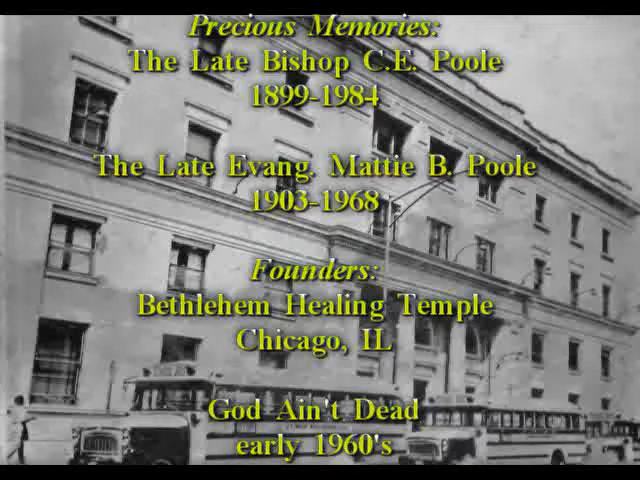 Precious Memories:
The Late Bishop C.E. Poole
1899-1984
The Late Evang. Mattie B. Poole
1903-1968
Founders:
Bethlehem Healing Temple
Chicago, IL
God Ain't Dead
early 1960's